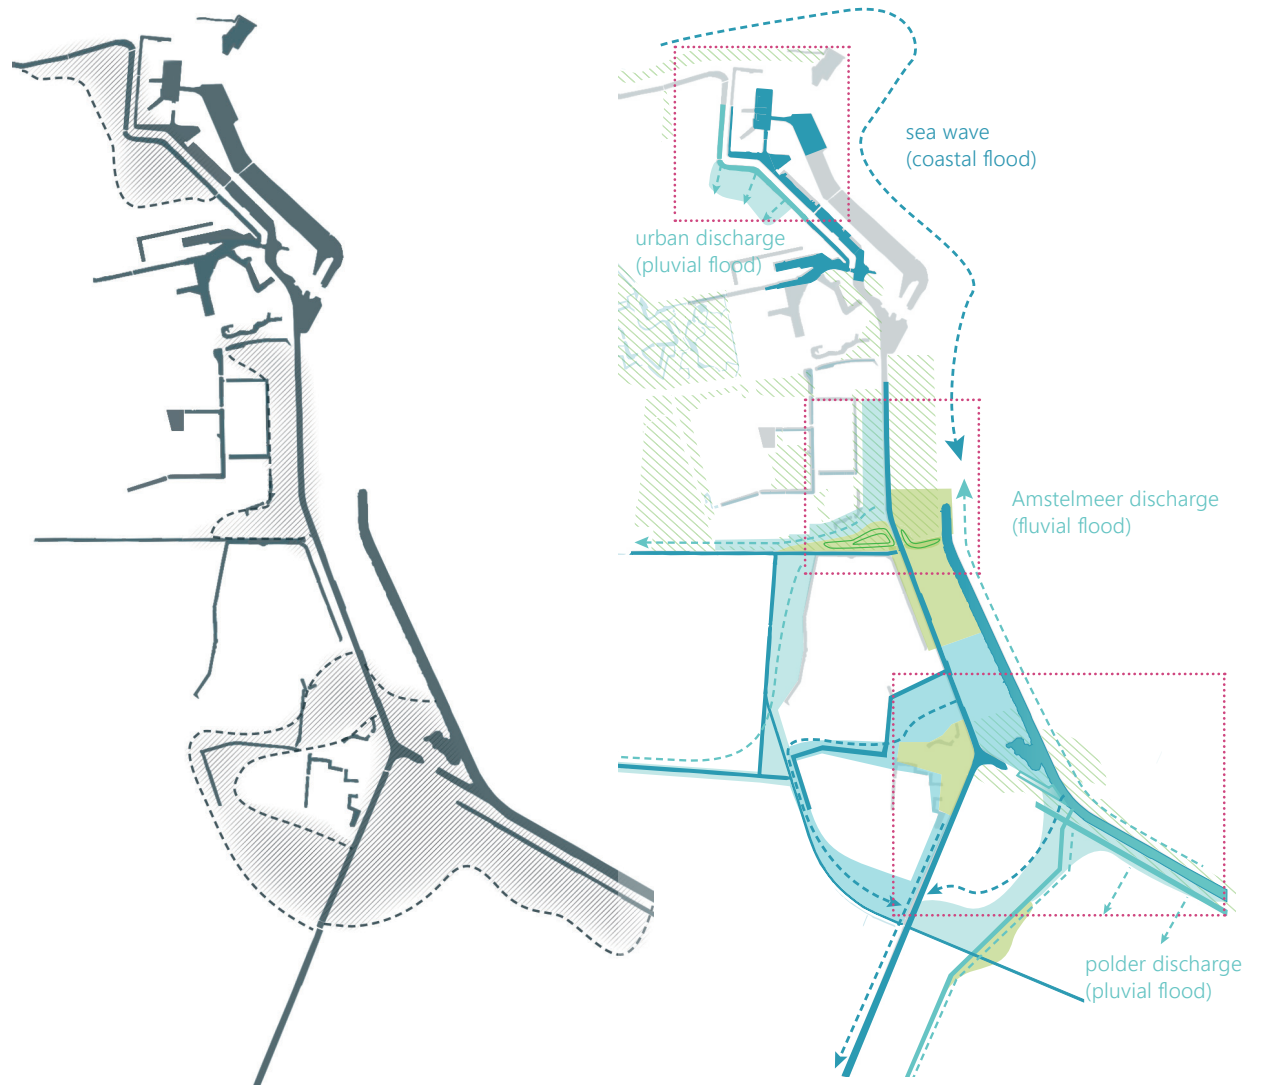 sea wave
(coastal flood)
urban discharge
(pluvial flood)
Amstelmeer discharge
(fluvial flood)
polder discharge
(pluvial flood)